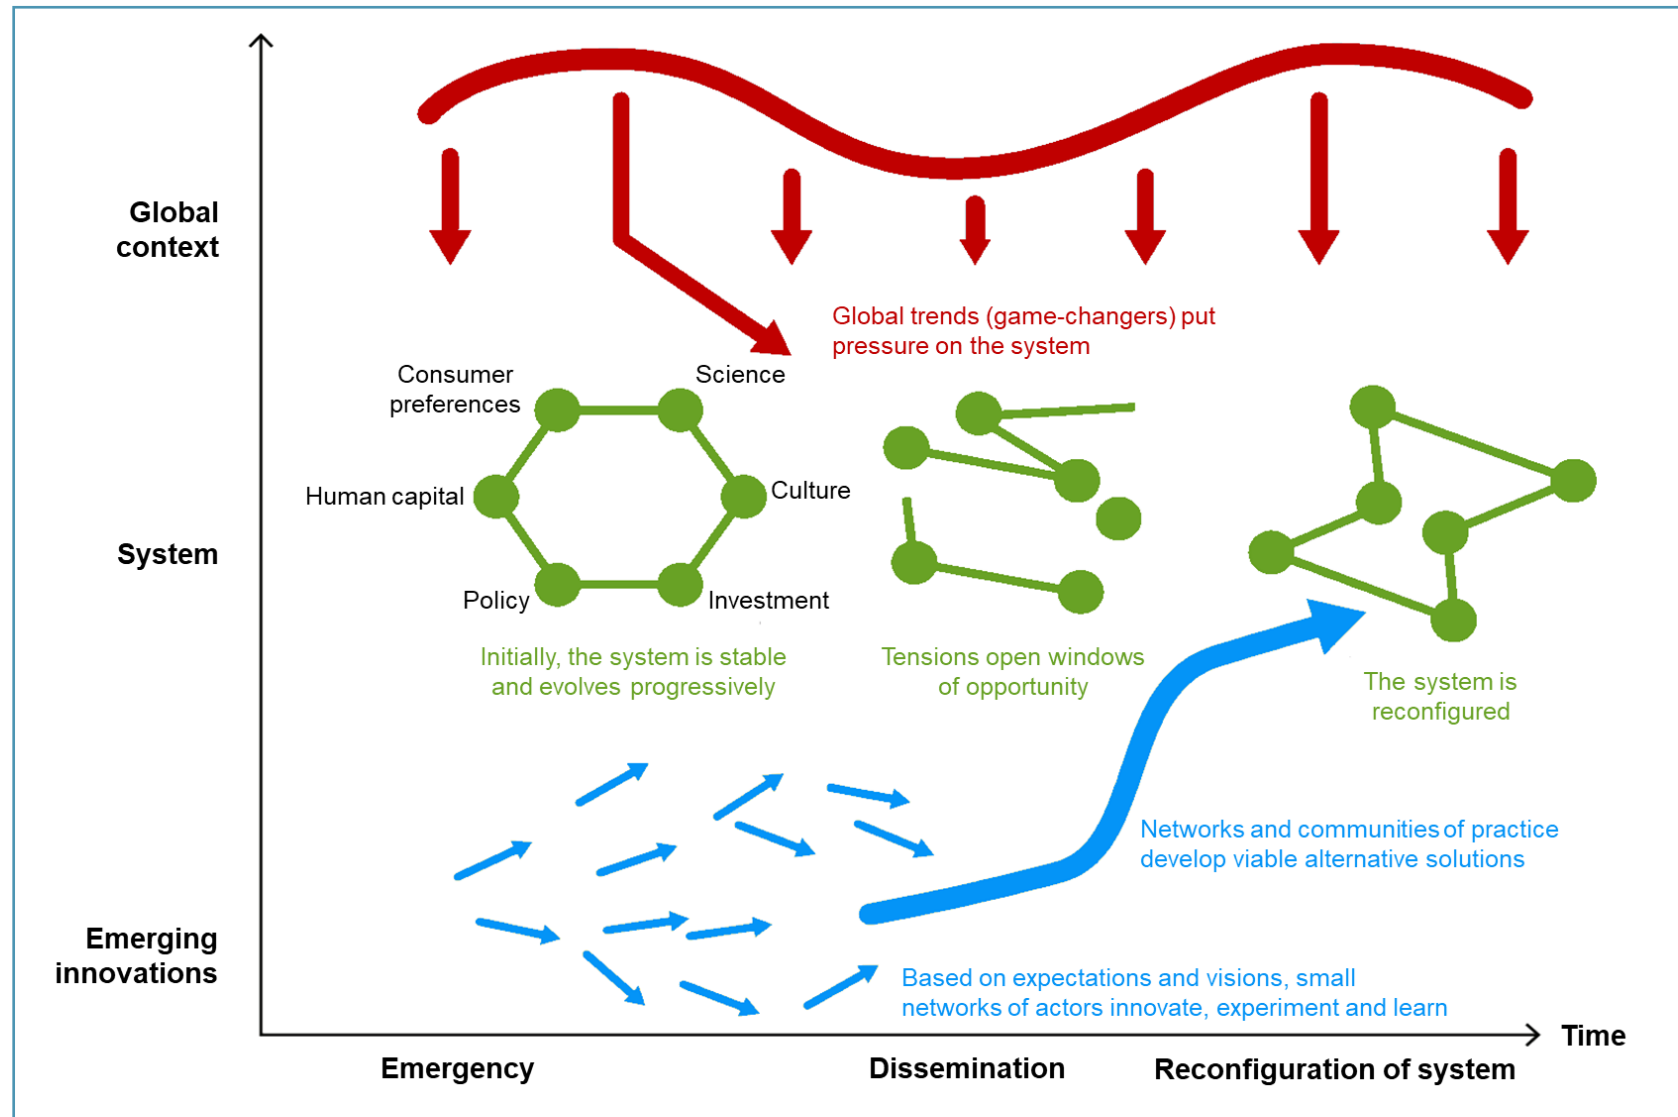 Global
context
Global trends (game-changers) put
pressure on the system
Consumer
preferences
Science
Human capital
Culture
System
Policy
Investment
Initially, the system is stable
and evolves progressively
Tensions open windows
of opportunity
The system is
reconfigured
Networks and communities of practice
develop viable alternative solutions
Emerging
innovations
Based on expectations and visions, small
networks of actors innovate, experiment and learn
Time
Emergency
Dissemination
Reconfiguration of system